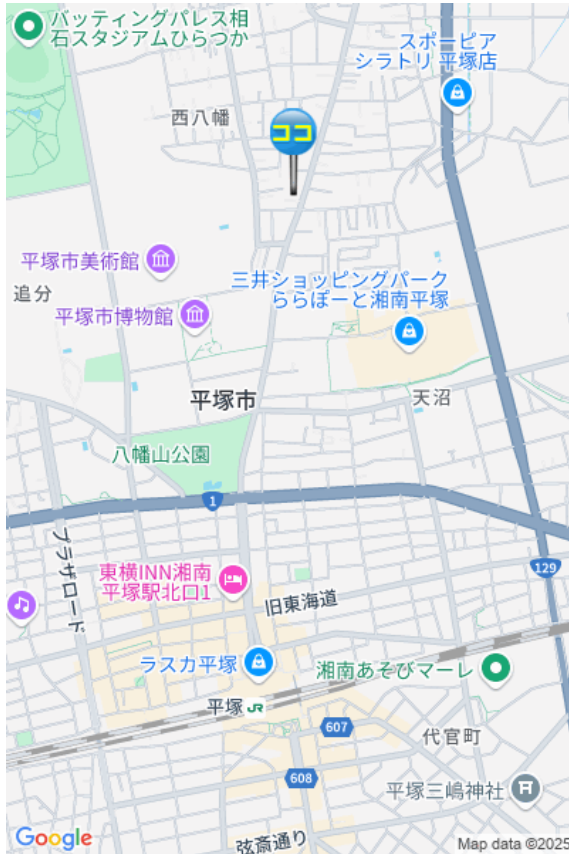 バッティングパレス相
石スタジアムひらつか
スポーピア
シラトリ 平塚店
西八幡
ココ
平塚市美術館
追分
三井ショッピングパーク
ららぽーと湘南平塚
平塚市博物館
平塚市
天沼
八幡山公園
1
プラザロード
129
東横INN湘南
平塚駅北口1
旧東海道
ラスカ平塚
湘南あそびマーレ
平塚 JR
607
代官町
608
平塚三嶋神社
弦斎通り
Google
Map data ©2025